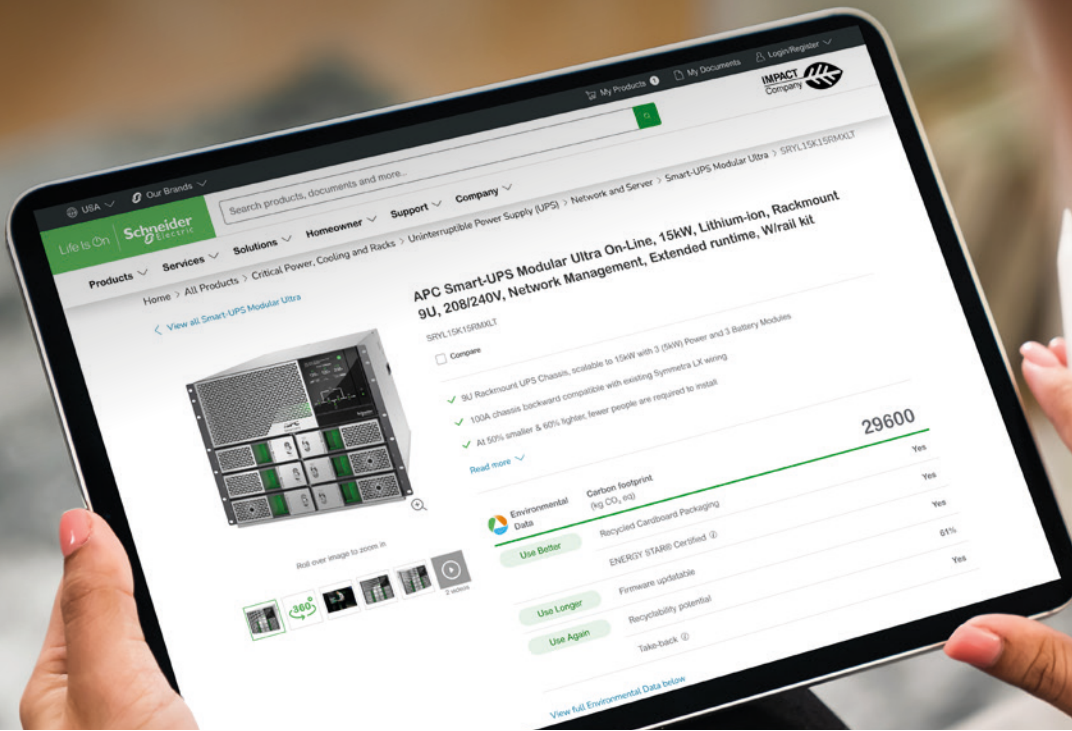 USA
Our Brands
My Products 1
My Documents
Login/Register
Life Is On | Schneider Electric
Search products, documents and more...
IMPACT
Company
Products
Services
Solutions
Homeowner
Support
Company
Home > All Products > Critical Power, Cooling and Racks > Uninterruptible Power Supply (UPS) > Network and Server > Smart-UPS Modular Ultra > SRYL15K15RMXLT
View all Smart-UPS Modular Ultra
APC Smart-UPS Modular Ultra On-Line, 15kW, Lithium-ion, Rackmount
9U, 208/240V, Network Management, Extended runtime, W/rail kit
SRYL15K15RMXLT
Compare
9U Rackmount UPS Chassis, scalable to 15kW with 3 (5kW) Power and 3 Battery Modules
100A chassis backward compatible with existing Symmetra LX wiring
At 50% smaller & 60% lighter, fewer people are required to install
Read more
Roll over image to zoom in
360°
2 videos
Environmental
Data
Carbon footprint
(kg CO₂ eq)
29600
Use Better
Recycled Cardboard Packaging
Yes
ENERGY STAR® Certified
Yes
Use Longer
Firmware updatable
Yes
Use Again
Recyclability potential
61%
Take-back
Yes
View full Environmental Data below